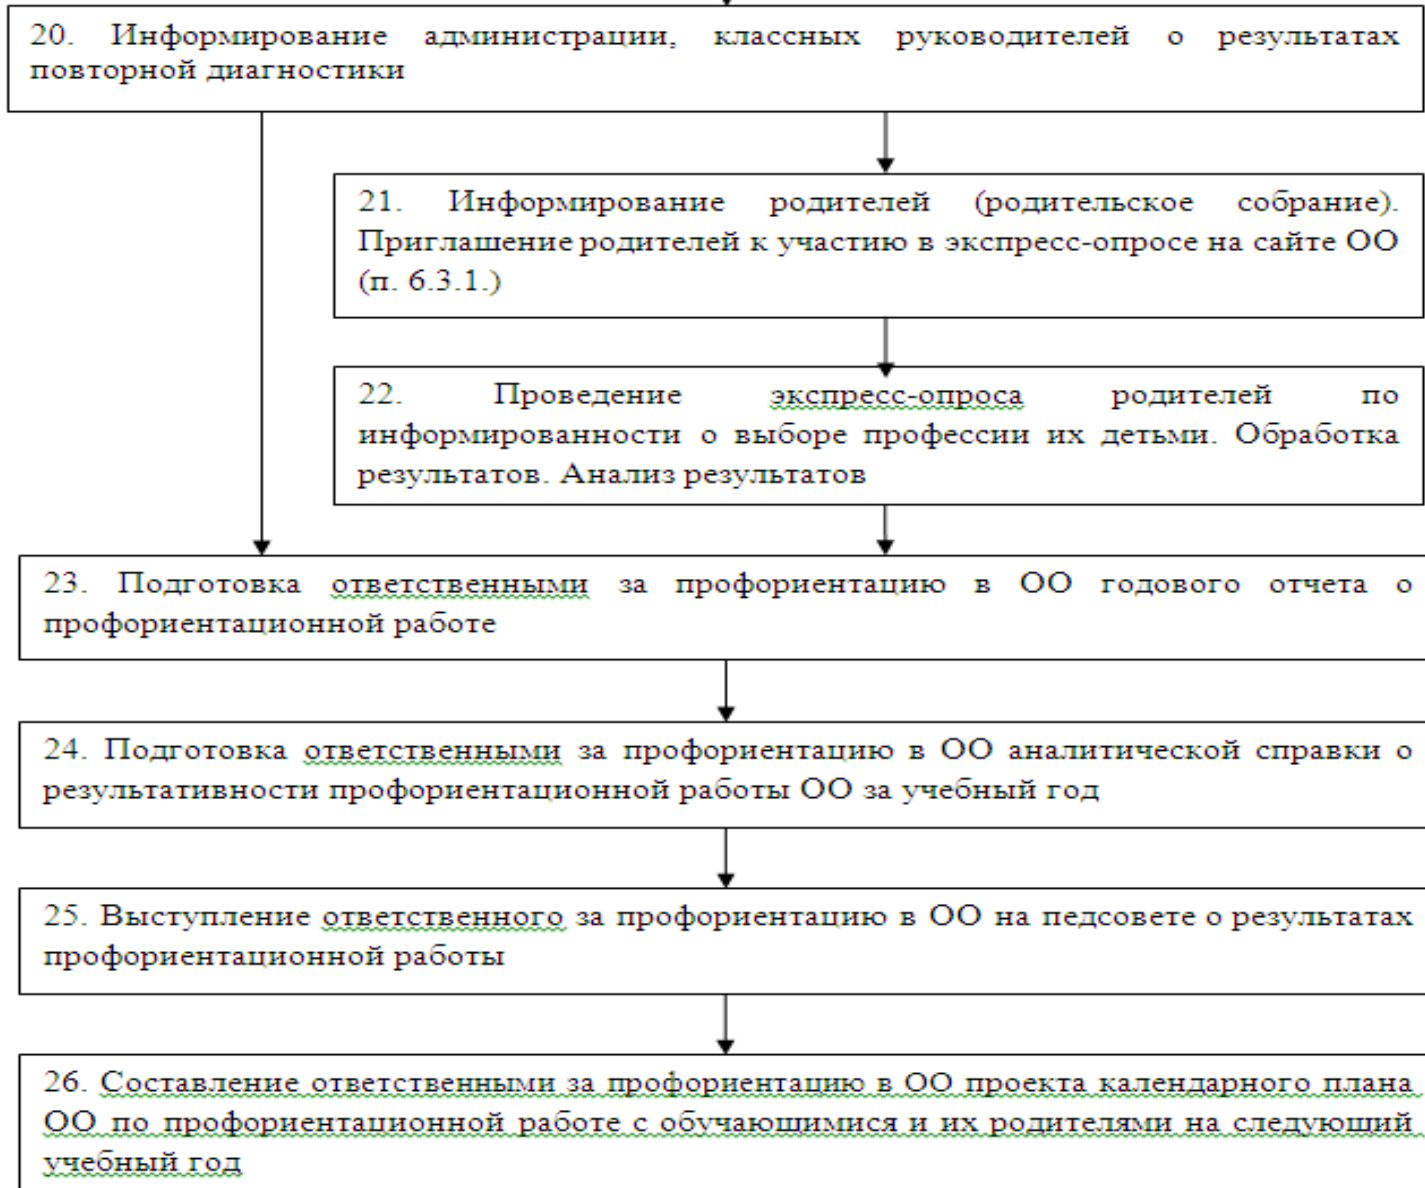 20. Информирование администрации, классных руководителей о результатах
повторной диагностики
21. Информирование родителей (родительское собрание).
Приглашение родителей к участию в экспресс-опросе на сайте ОО
(п. 6.3.1.)
22. Проведение экспресс-опроса родителей по
информированности о выборе профессии их детьми. Обработка
результатов. Анализ результатов
23. Подготовка ответственными за профориентацию в ОО годового отчета о
профориентационной работе
24. Подготовка ответственными за профориентацию в ОО аналитической справки о
результативности профориентационной работы ОО за учебный год
25. Выступление ответственного за профориентацию в ОО на педсовете о результатах
профориентационной работы
26. Составление ответственными за профориентацию в ОО проекта календарного плана
ОО по профориентационной работе с обучающимися и их родителями на следующий
учебный год